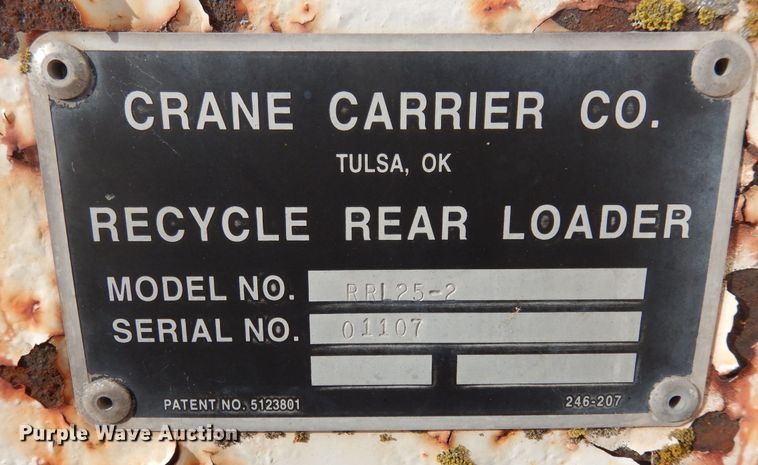 CRANE CARRIER CO.
TULSA, OK
RECYCLE REAR LOADER
MODEL NO. RRL25-2
SERIAL NO. 01107
PATENT NO. 5123801 246-207
Purple Wave Auction